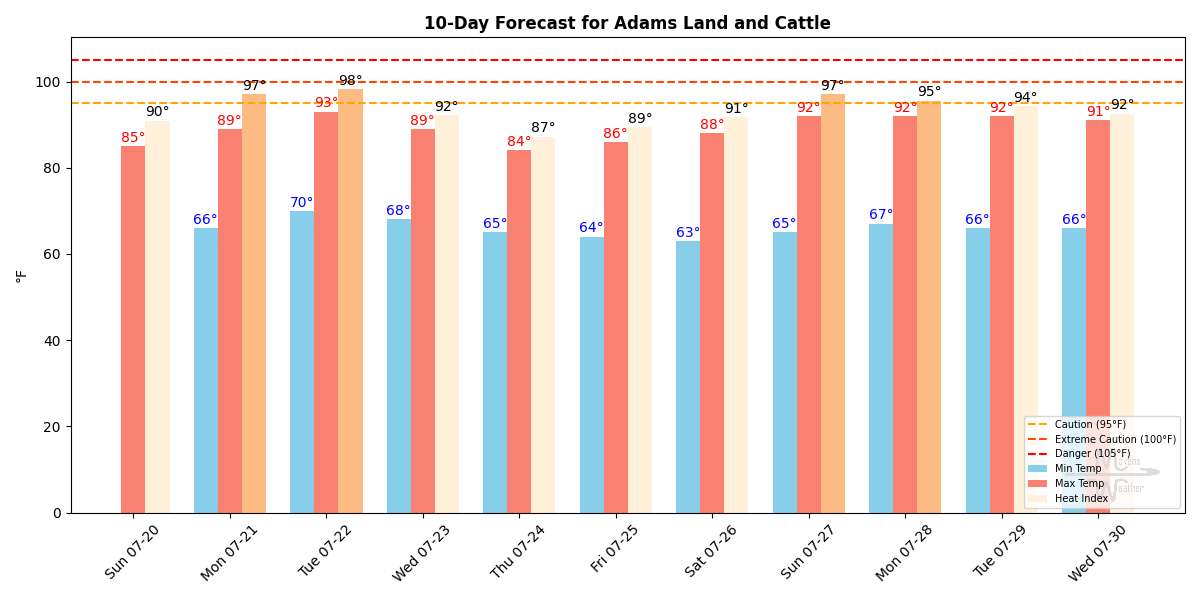 10-Day Forecast for Adams Land and Cattle
°F
100
80
60
40
20
0
85° 90°
66° 89° 97°
70° 93° 98°
68° 89° 92°
65° 84° 87°
64° 86° 89°
63° 88° 91°
65° 92° 97°
67° 92° 95°
66° 92° 94°
66° 91° 92°
Sun 07-20
Mon 07-21
Tue 07-22
Wed 07-23
Thu 07-24
Fri 07-25
Sat 07-26
Sun 07-27
Mon 07-28
Tue 07-29
Wed 07-30
Caution (95°F)
Extreme Caution (100°F)
Danger (105°F)
Min Temp
Max Temp
Heat Index